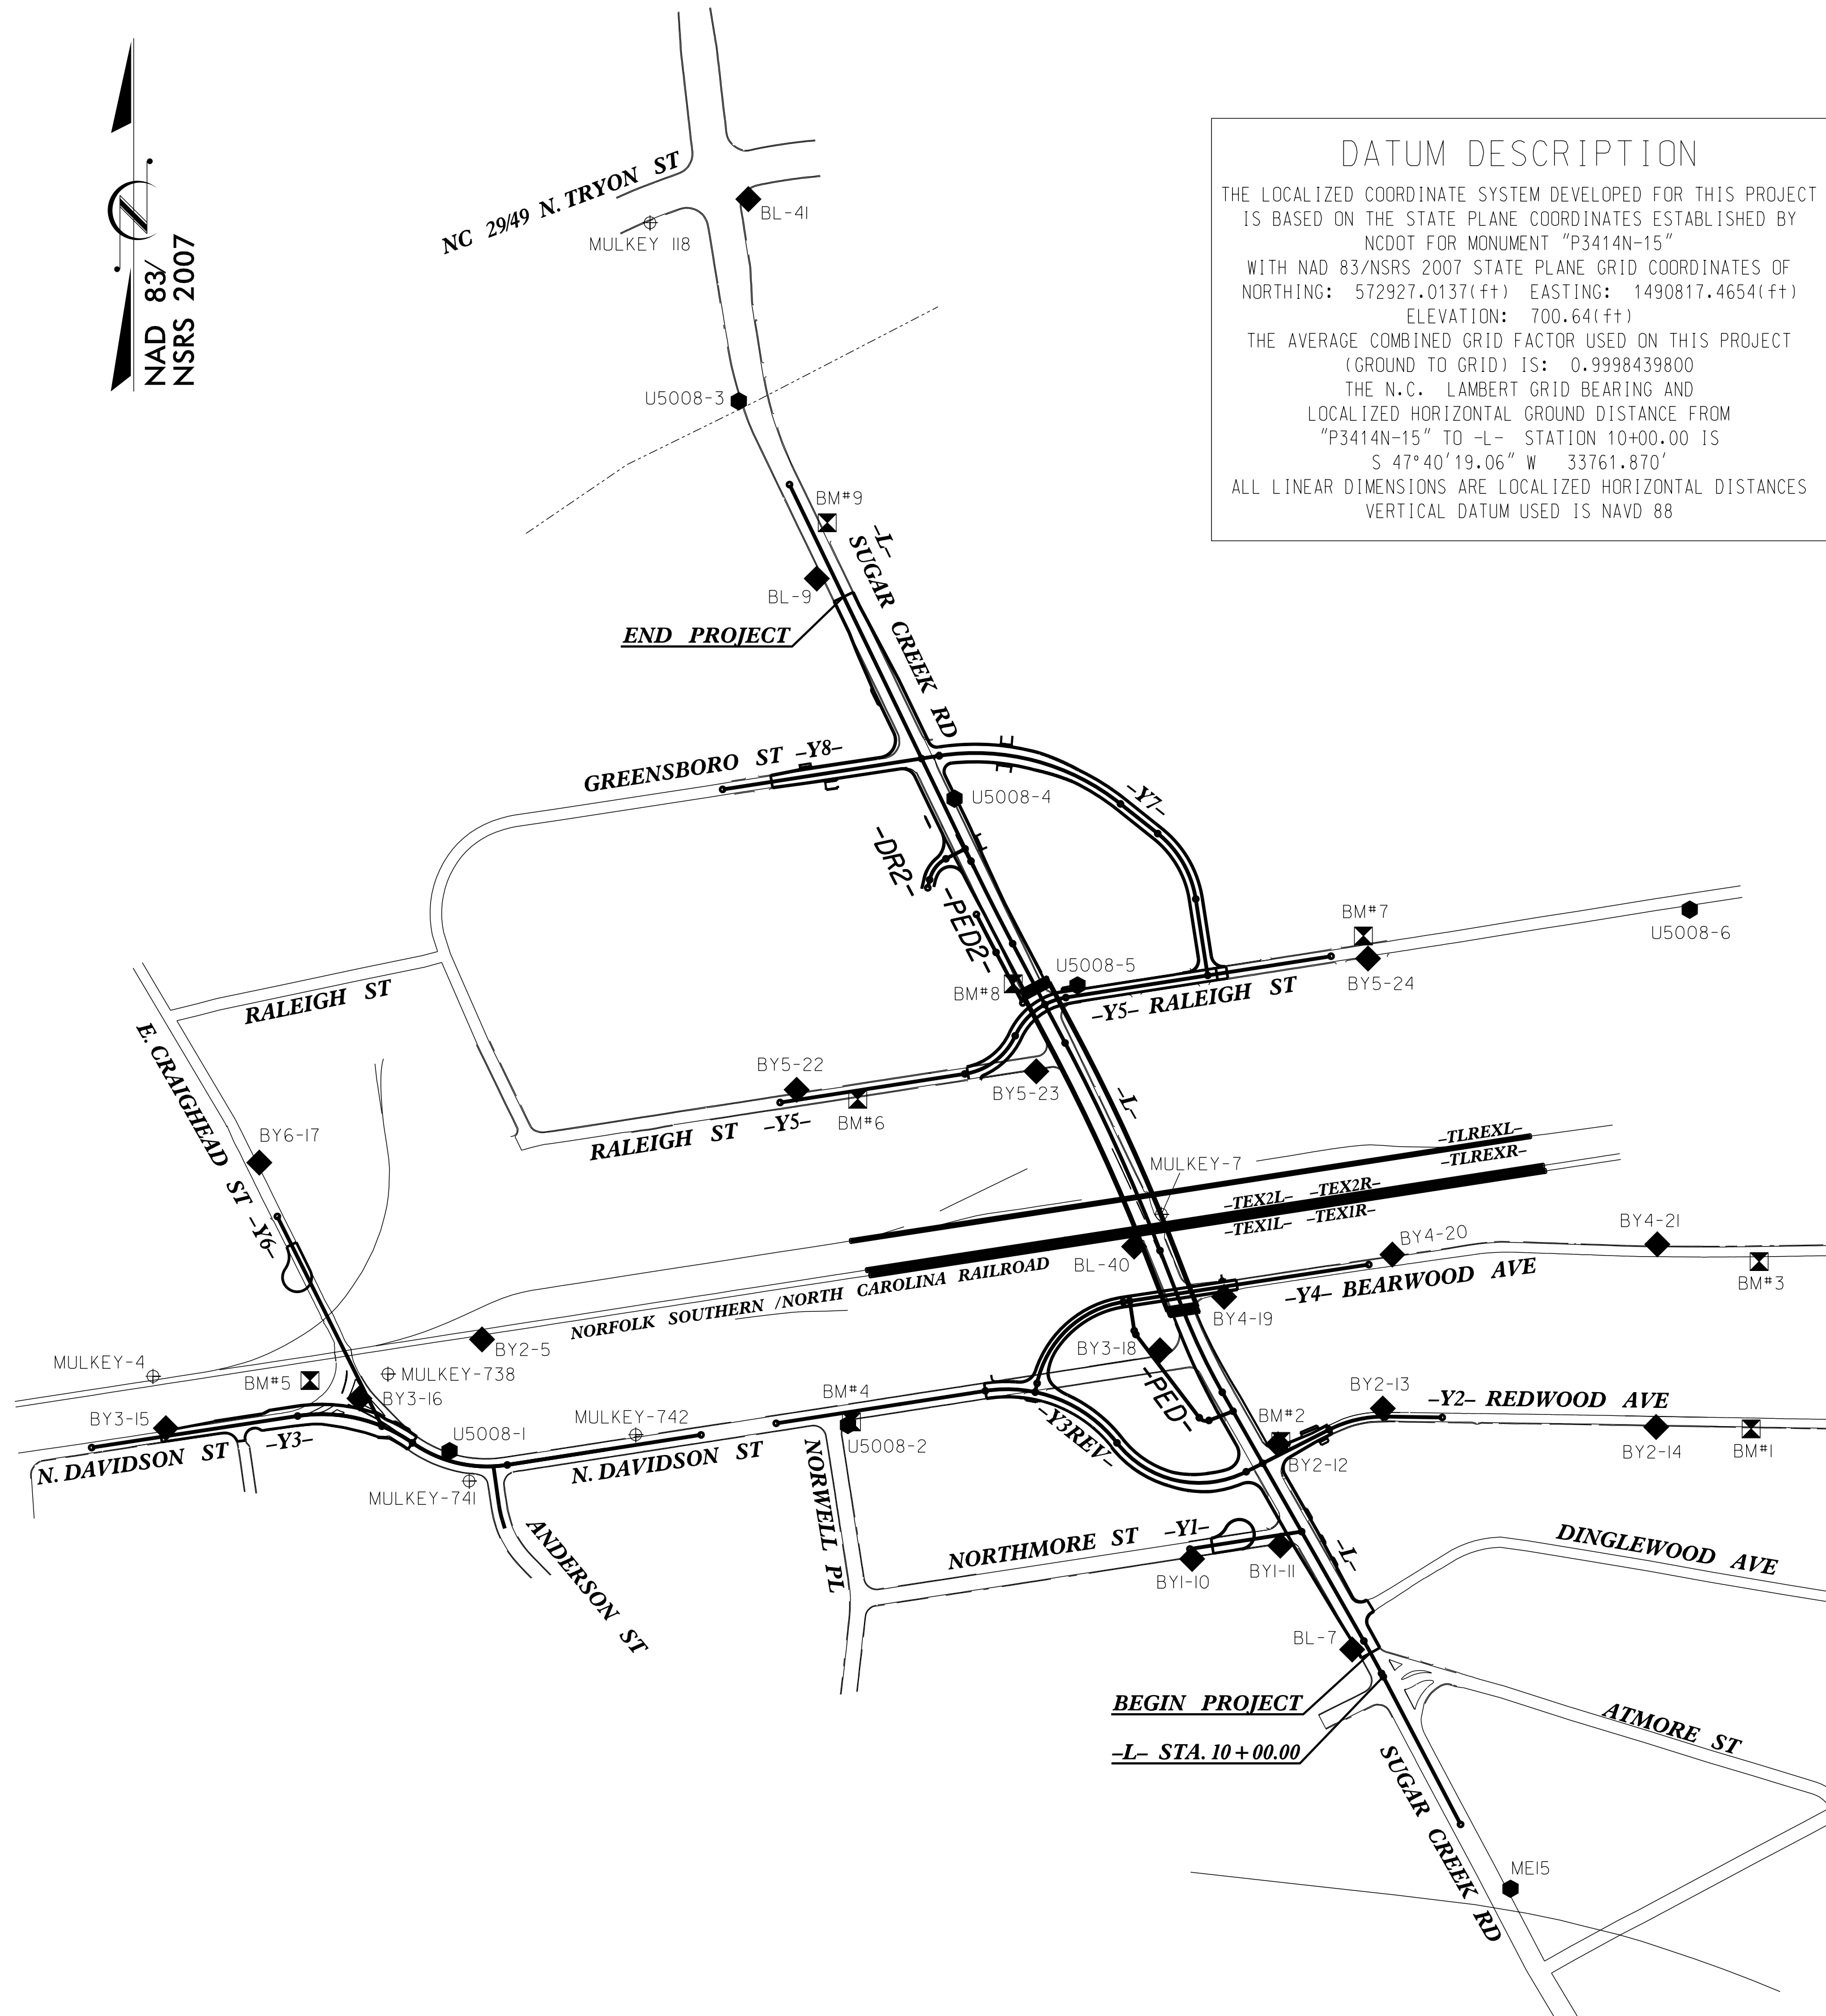 NAD 83/
NSRS 2007
NC 29/49 N. TRYON ST
MULKEY 118
BL-41
DATUM DESCRIPTION
THE LOCALIZED COORDINATE SYSTEM DEVELOPED FOR THIS PROJECT
IS BASED ON THE STATE PLANE COORDINATES ESTABLISHED BY
NCDOT FOR MONUMENT "P3414N-15"
WITH NAD 83/NSRS 2007 STATE PLANE GRID COORDINATES OF
NORTHING: 572927.0137(ft) EASTING: 1490817.4654(ft)
ELEVATION: 700.64(ft)
THE AVERAGE COMBINED GRID FACTOR USED ON THIS PROJECT
(GROUND TO GRID) IS: 0.9998439800
THE N.C. LAMBERT GRID BEARING AND
LOCALIZED HORIZONTAL GROUND DISTANCE FROM
"P3414N-15" TO -L- STATION 10+00.00 IS
S 47°40'19.06" W 33761.870'
ALL LINEAR DIMENSIONS ARE LOCALIZED HORIZONTAL DISTANCES
VERTICAL DATUM USED IS NAVD 88
U5008-3
BM#9
-L-
SUGAR CREEK RD
BL-9
END PROJECT
GREENSBORO ST -Y8-
U5008-4
-Y7-
-DR2-
-PED2-
BM#7
U5008-6
BY5-24
U5008-5
BM#8
-Y5- RALEIGH ST
RALEIGH ST
E. CRAIGHEAD ST -Y6-
BY5-22
BY5-23
BM#6
RALEIGH ST -Y5-
-L-
BY6-17
MULKEY-7
-TLREXL-
-TLREXR-
-TEX2L- -TEX2R-
-TEX1L- -TEX1R-
BY4-20
BY4-21
BL-40
BM#3
NORFOLK SOUTHERN /NORTH CAROLINA RAILROAD
-Y4- BEARWOOD AVE
BY4-19
BY2-5
BY3-18
MULKEY-4
MULKEY-738
BM#5
BY3-16
BM#4
-PED-
BY2-13
-Y2- REDWOOD AVE
BY3-15
MULKEY-742
U5008-1
U5008-2
-Y3REV-
BM#2
BY2-12
BY2-14
BM#1
N. DAVIDSON ST -Y3-
N. DAVIDSON ST
MULKEY-741
NORWELL PL
ANDERSON ST
NORTHMORE ST -Y1-
BY1-10
BY1-11
-L-
DINGLEWOOD AVE
BL-7
BEGIN PROJECT
-L- STA. 10+00.00
ATMORE ST
SUGAR CREEK RD
ME15